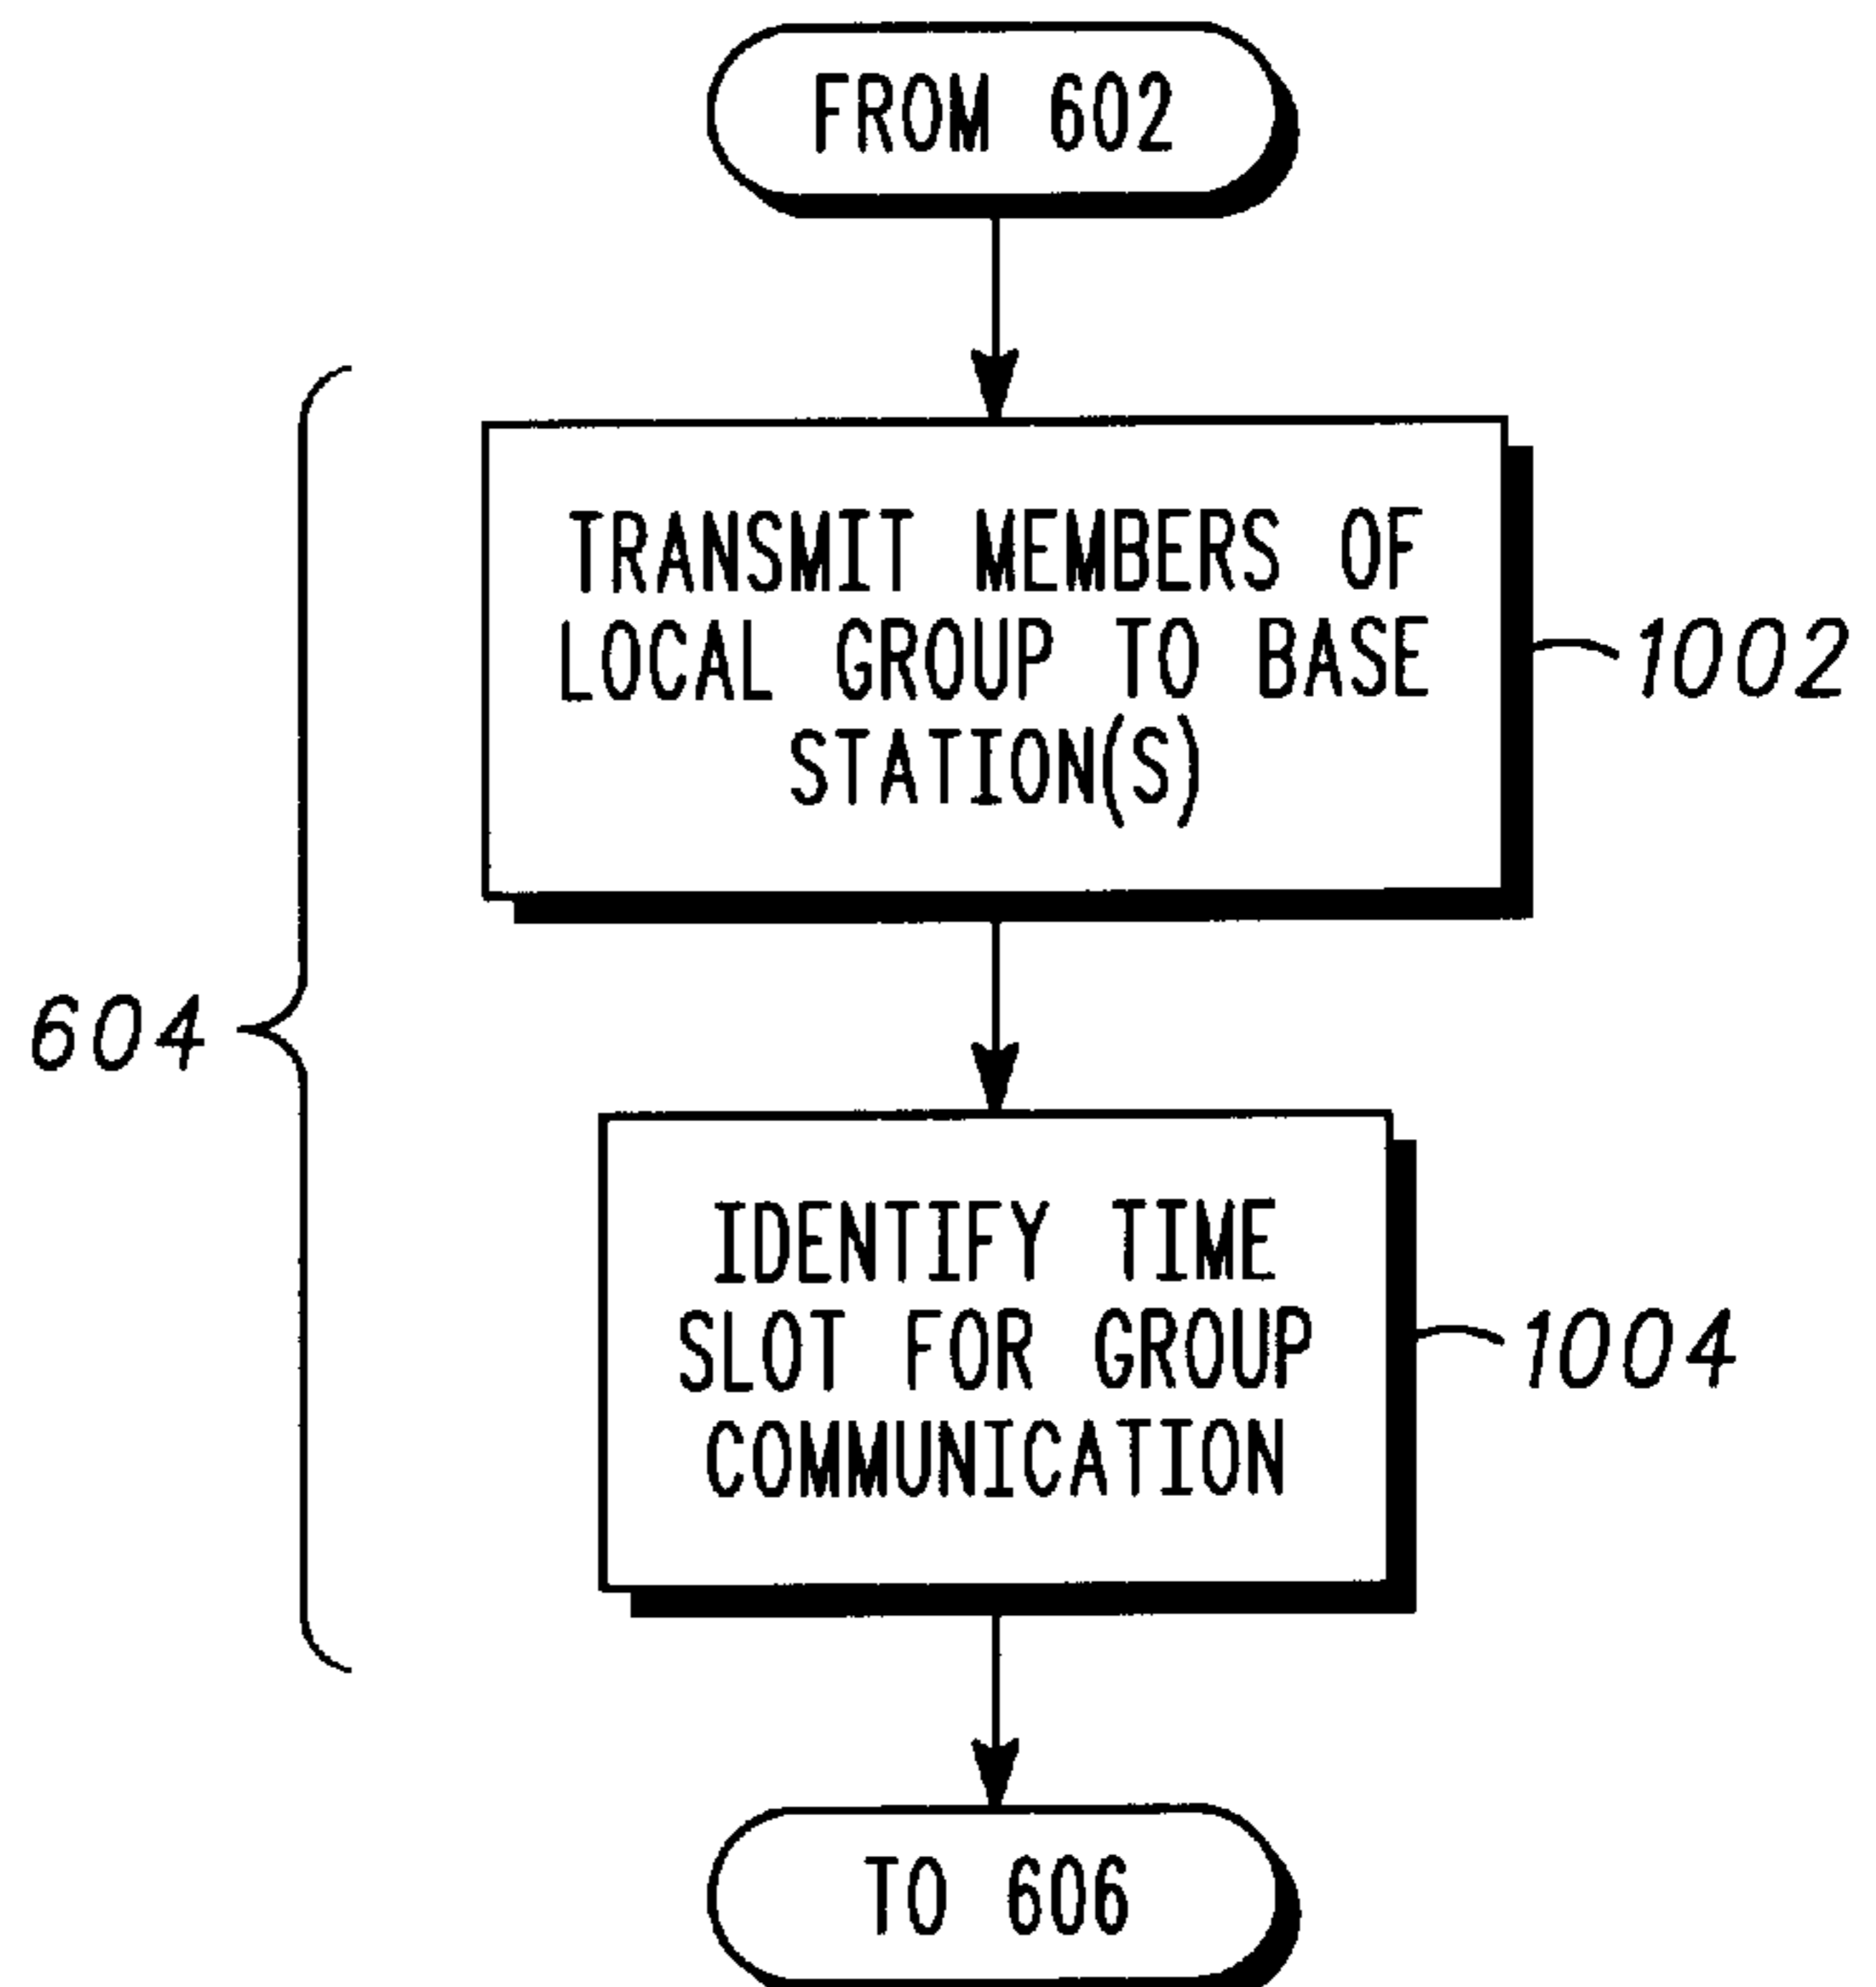 FROM 602
TRANSMIT MEMBERS OF
LOCAL GROUP TO BASE
STATION(S)
1002
604
IDENTIFY TIME
SLOT FOR GROUP
COMMUNICATION
1004
TO 606